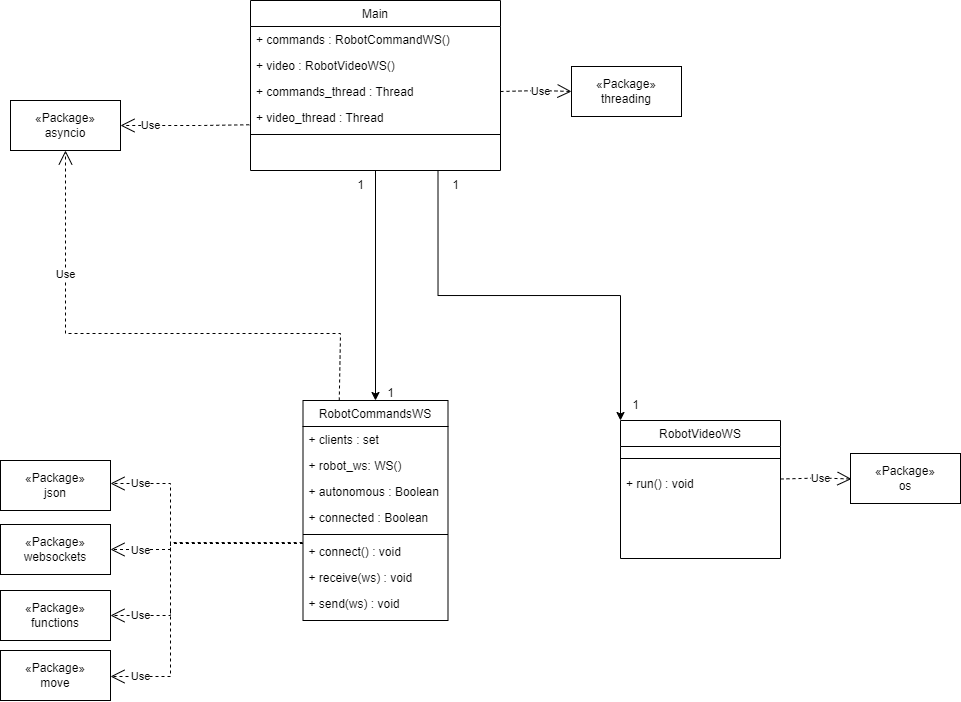 Main
+ commands : RobotCommandWS()
+ video : RobotVideoWS()
+ commands_thread : Thread
+ video_thread : Thread
Use
«Package»
threading
«Package»
asyncio
Use
1
1
Use
1
RobotCommandsWS
+ clients : set
+ robot_ws: WS()
+ autonomous : Boolean
+ connected : Boolean
+ connect() : void
+ receive(ws) : void
+ send(ws) : void
1
RobotVideoWS
+ run() : void
Use
«Package»
os
«Package»
json
Use
«Package»
websockets
Use
«Package»
functions
Use
«Package»
move
Use